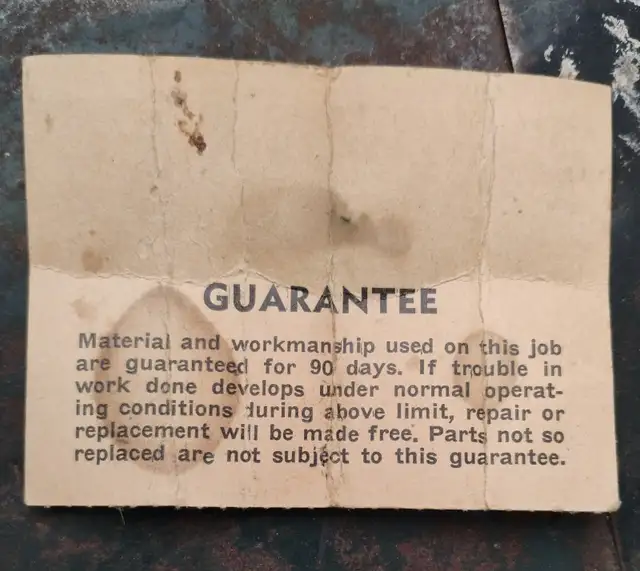 GUARANTEE
Material and workmanship used on this job
are guaranteed for 90 days. If trouble in
work done develops under normal operat-
ing conditions during above limit, repair or
replacement will be made free. Parts not so
replaced are not subject to this guarantee.